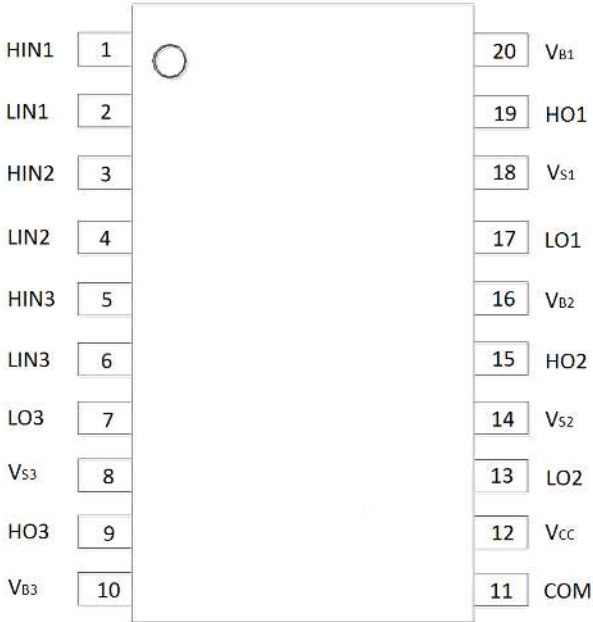 HIN1 1 20 VB1
LIN1 2 19 HO1
HIN2 3 18 VS1
LIN2 4 17 LO1
HIN3 5 16 VB2
LIN3 6 15 HO2
LO3 7 14 VS2
VS3 8 13 LO2
HO3 9 12 VCC
VB3 10 11 COM